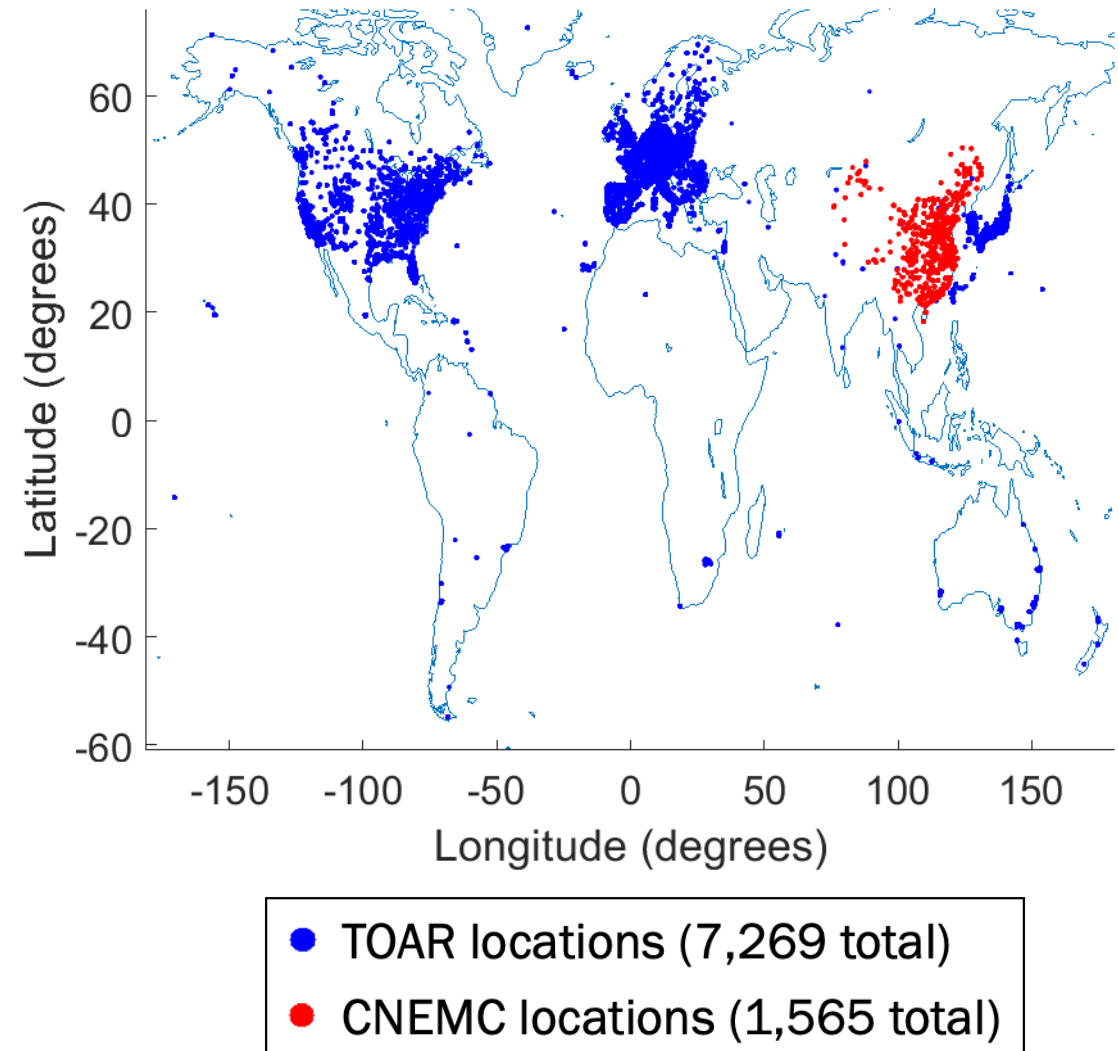 60
40
20
0
-20
-40
-60
Latitude (degrees)
-150 -100 -50 0 50 100 150
Longitude (degrees)
TOAR locations (7,269 total)
CNEMC locations (1,565 total)